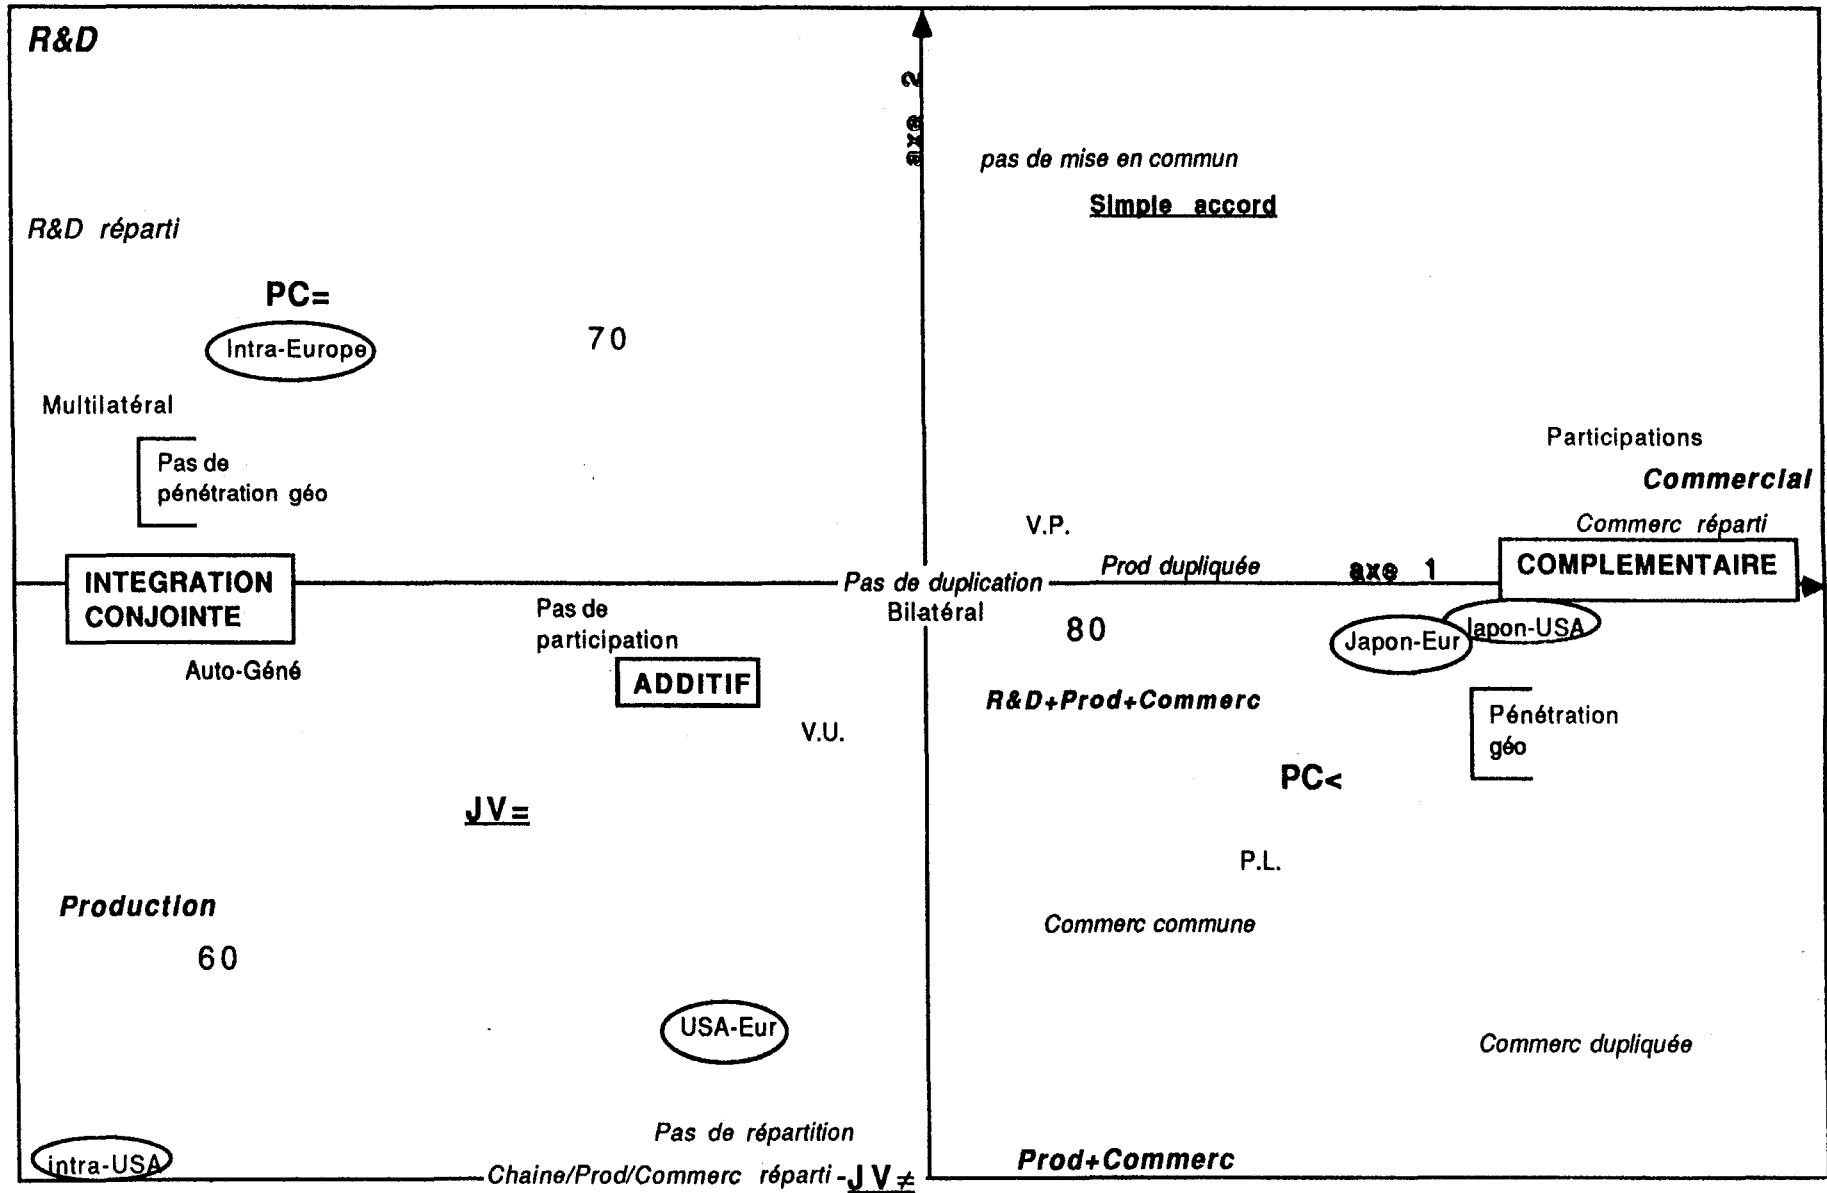 R&D
axe 2
pas de mise en commun
Simple accord
R&D réparti
PC=
Intra-Europe
70
Multilatéral
Pas de
pénétration géo
Participations
Commercial
Commerc réparti
V.P.
INTEGRATION
CONJOINTE
Pas de duplication
Prod dupliquée
axe 1
COMPLEMENTAIRE
Pas de
participation
Bilatéral
80
Japon-Eur
Japon-USA
Auto-Géné
ADDITIF
R&D+Prod+Commerc
Pénétration
géo
V.U.
PC<
JV=
P.L.
Production
Commerc commune
60
USA-Eur
Commerc dupliquée
Pas de répartition
intra-USA
Chaine/Prod/Commerc réparti -JV≠
Prod+Commerc